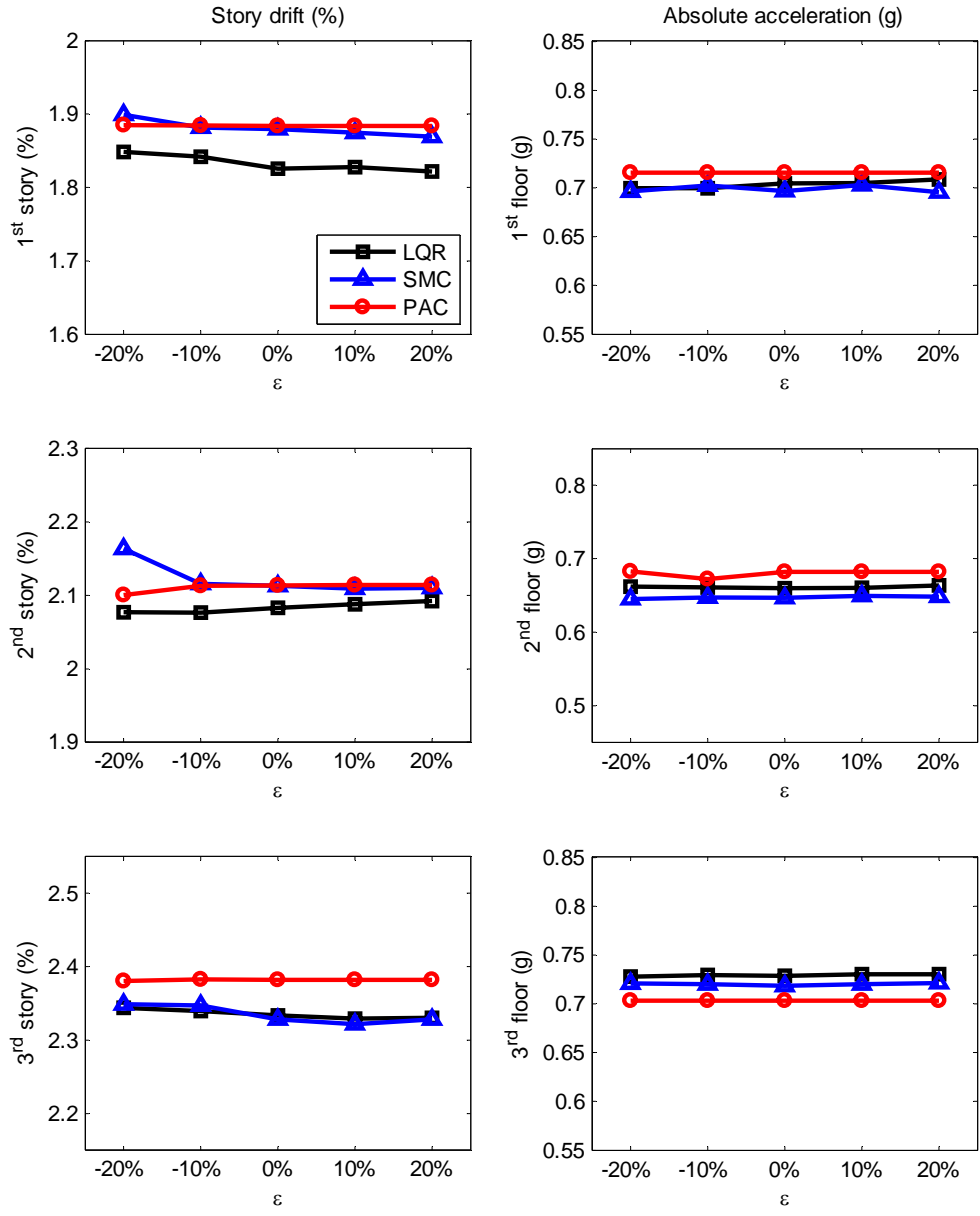 Story drift (%)
Absolute acceleration (g)
2
1.9
1.8
1.7
1.6
1st story (%)
-20% -10% 0% 10% 20%
ε
LQR
SMC
PAC
0.85
0.8
0.75
0.7
0.65
0.6
0.55
1st floor (g)
-20% -10% 0% 10% 20%
ε
2.3
2.2
2.1
2
1.9
2nd story (%)
-20% -10% 0% 10% 20%
ε
0.8
0.7
0.6
0.5
2nd floor (g)
-20% -10% 0% 10% 20%
ε
2.5
2.4
2.3
2.2
3rd story (%)
-20% -10% 0% 10% 20%
ε
0.85
0.8
0.75
0.7
0.65
0.6
0.55
3rd floor (g)
-20% -10% 0% 10% 20%
ε